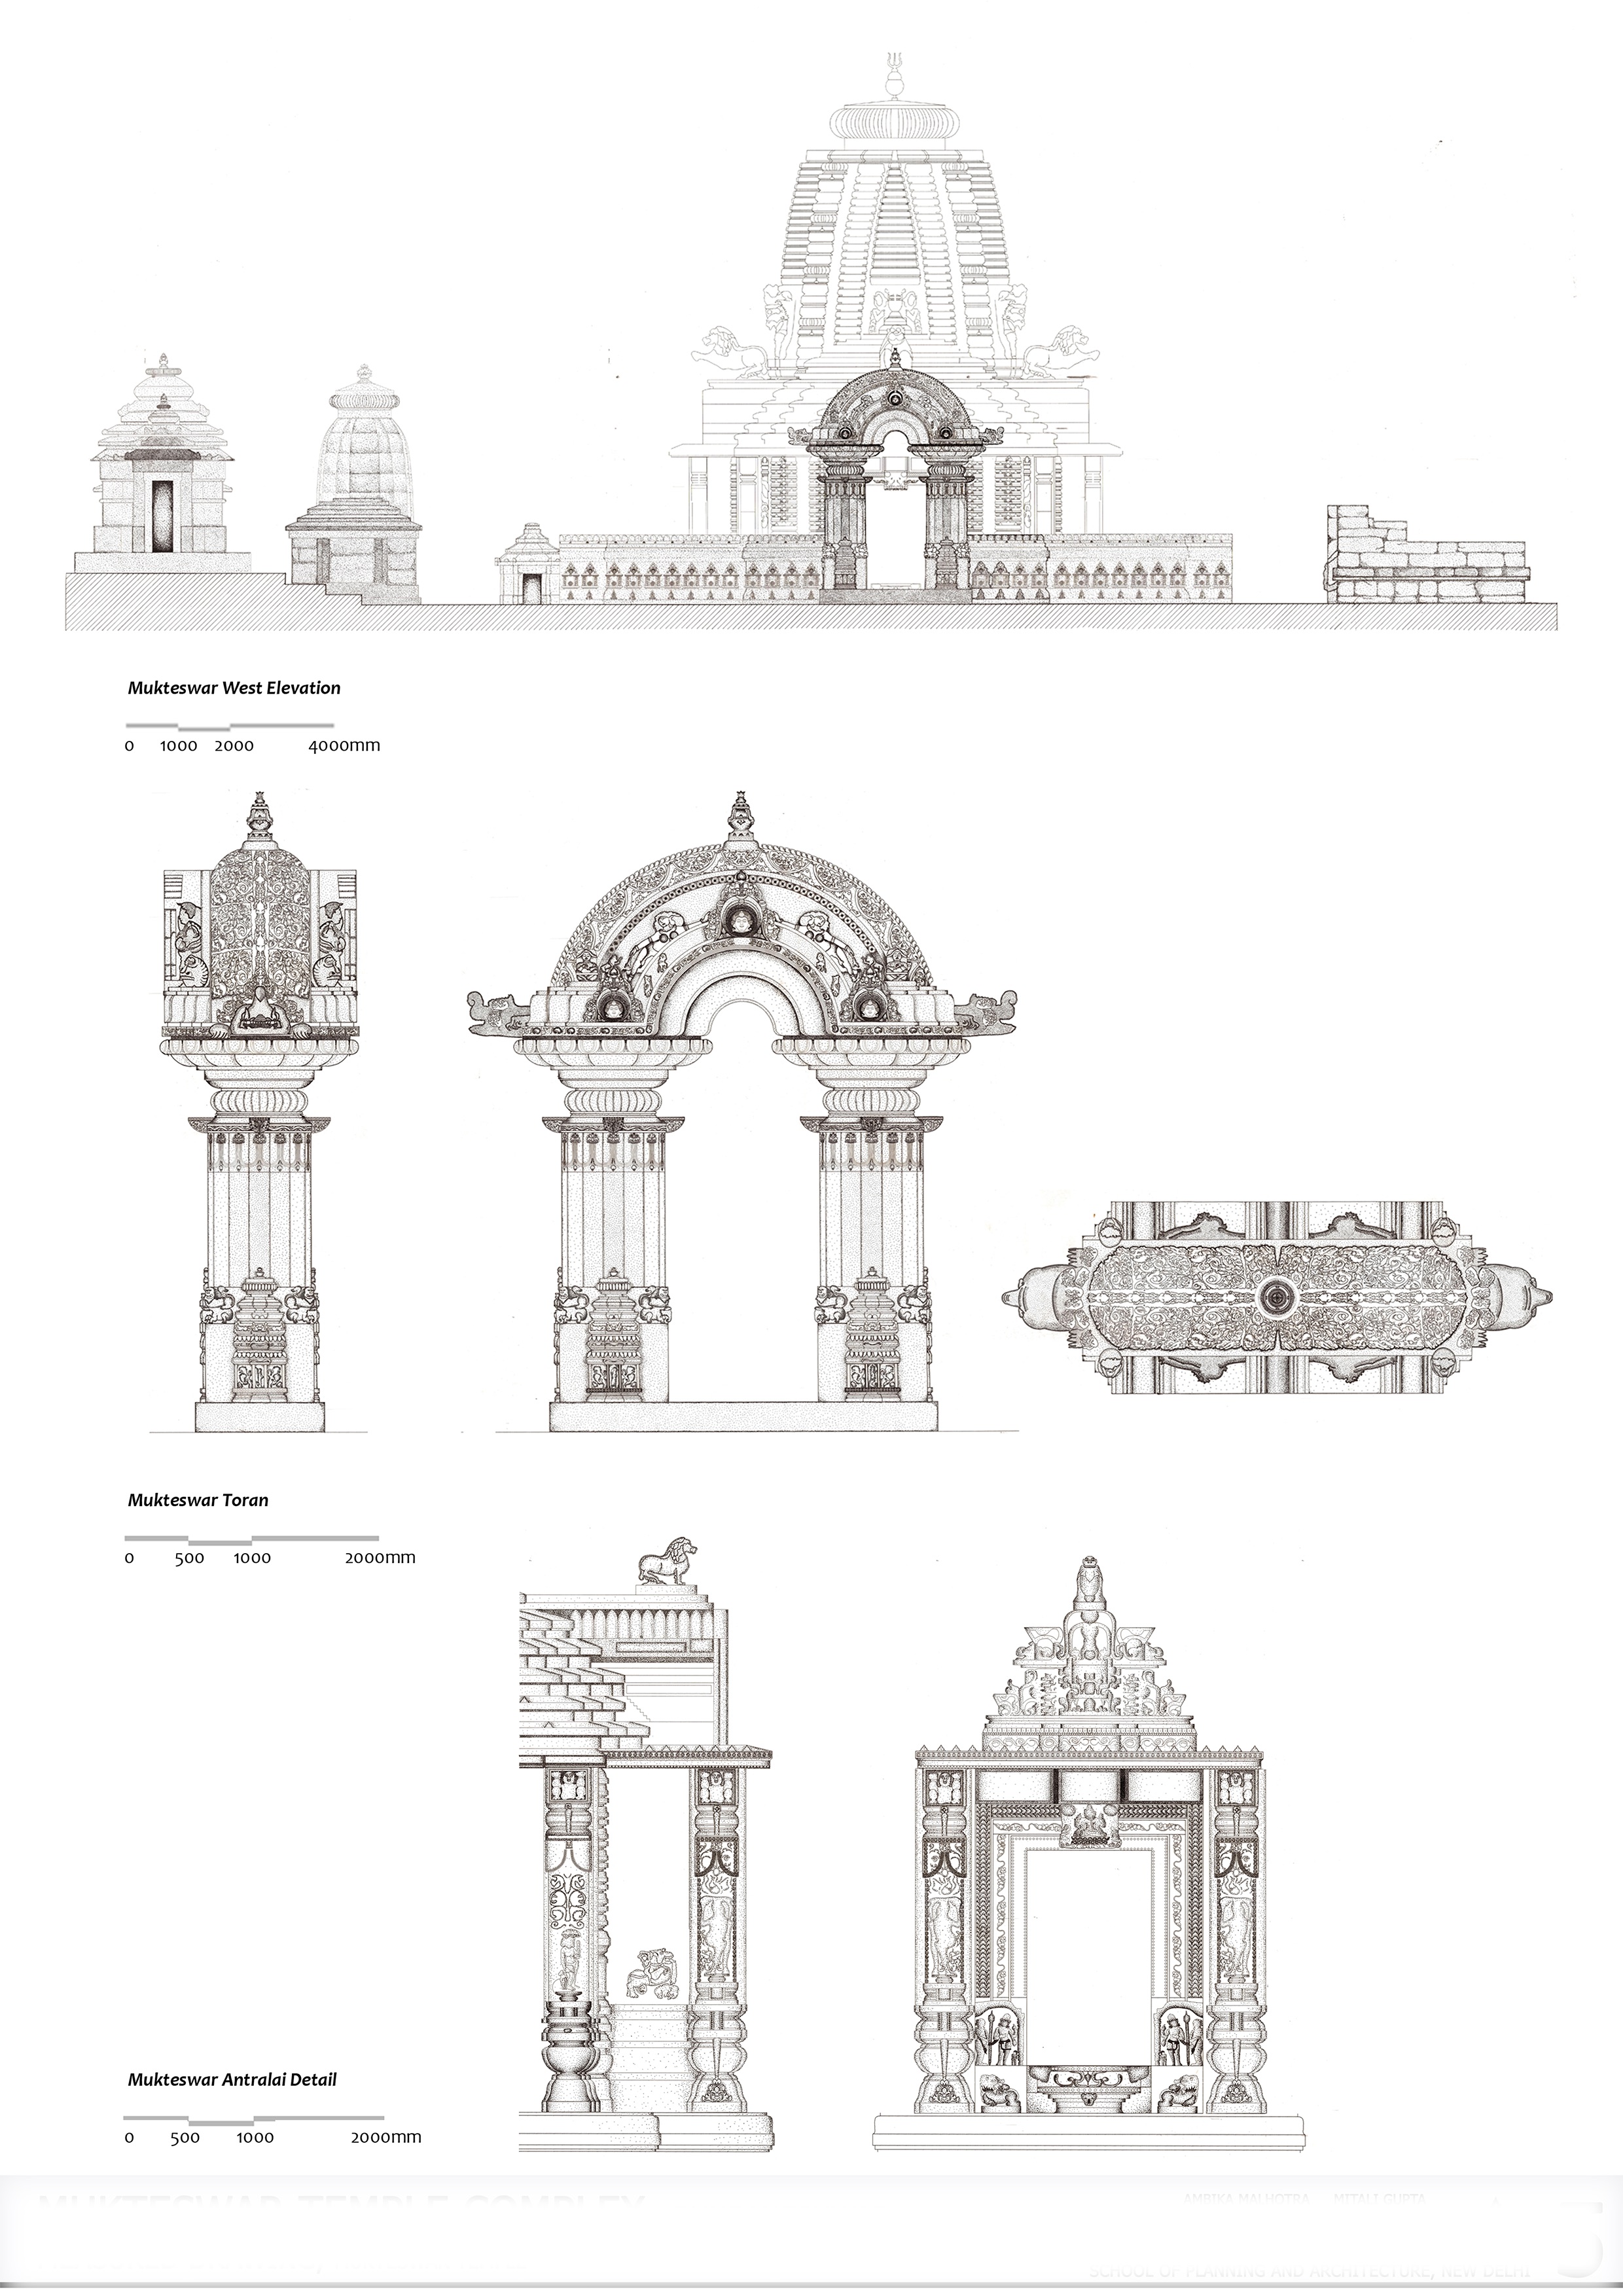 Mukteswar West Elevation
0 1000 2000 4000mm
Mukteswar Toran
0 500 1000 2000mm
Mukteswar Antralai Detail
0 500 1000 2000mm
MUKTESWAR TEMPLE COMPLEX
AMBIKA MALHOTRA MITALI GUPTA
SCHOOL OF PLANNING AND ARCHITECTURE, NEW DELHI